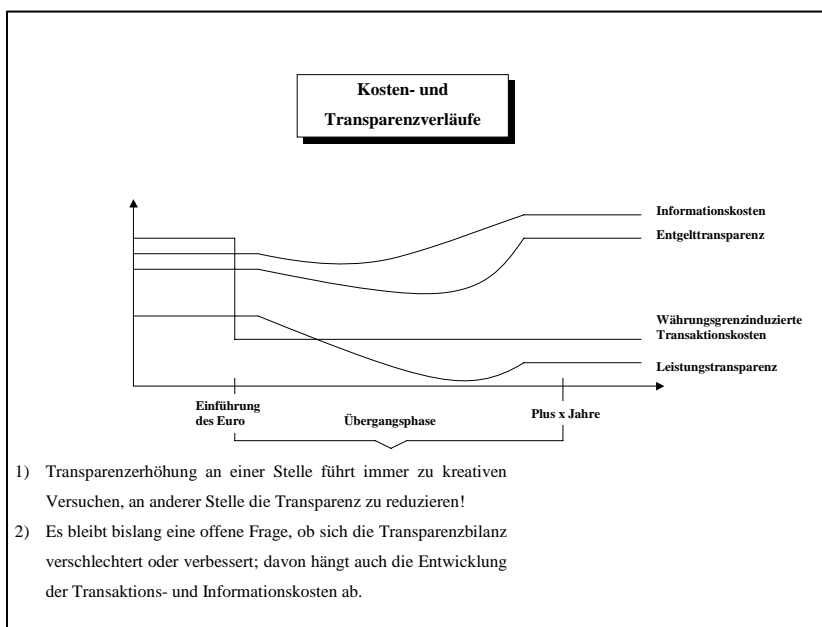 Kosten- und
Transparenzverläufe
Informationskosten
Entgelttransparenz
Währungsgrenzinduzierte
Transaktionskosten
Leistungstransparenz
Einführung
des Euro
Übergangsphase
Plus x Jahre
1) Transparenzerhöhung an einer Stelle führt immer zu kreativen
Versuchen, an anderer Stelle die Transparenz zu reduzieren!
2) Es bleibt bislang eine offene Frage, ob sich die Transparenzbilanz
verschlechtert oder verbessert; davon hängt auch die Entwicklung
der Transaktions- und Informationskosten ab.